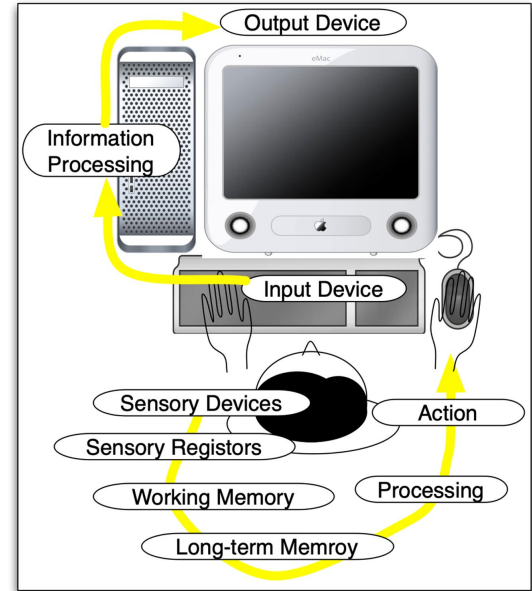 Output Device
eMac
Information
Processing
Input Device
Sensory Devices
Action
Sensory Registors
Processing
Working Memory
Long-term Memroy